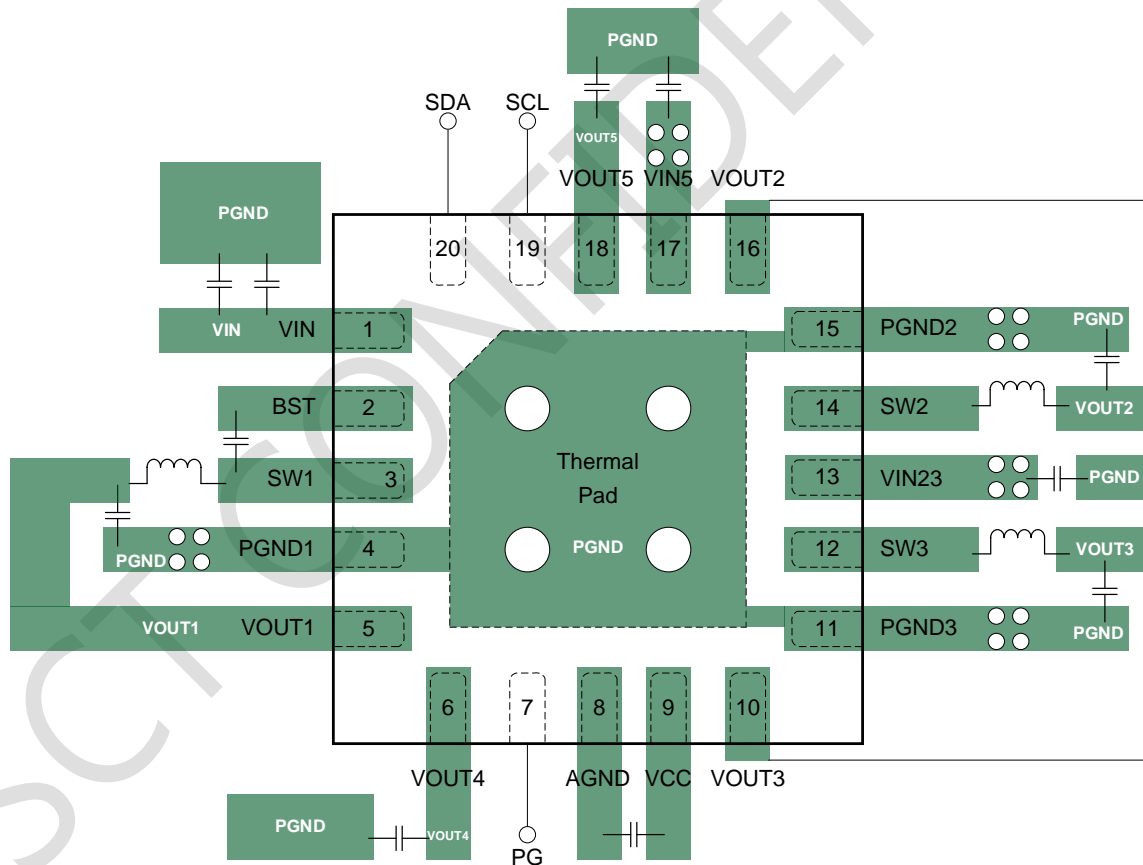 PGND
SDA
SCL
VOUT5
VOUT5
VIN5
VOUT2
PGND
20
19
18
17
16
VIN
VIN
1
15
PGND2
PGND
BST
2
14
SW2
VOUT2
SW1
3
Thermal
Pad
13
VIN23
PGND
PGND
PGND1
4
PGND
12
SW3
VOUT3
VOUT1
VOUT1
5
11
PGND3
PGND
6
7
8
9
10
VOUT4
AGND
VCC
VOUT3
PGND
VOUT4
PG
SCT CONFIDEN